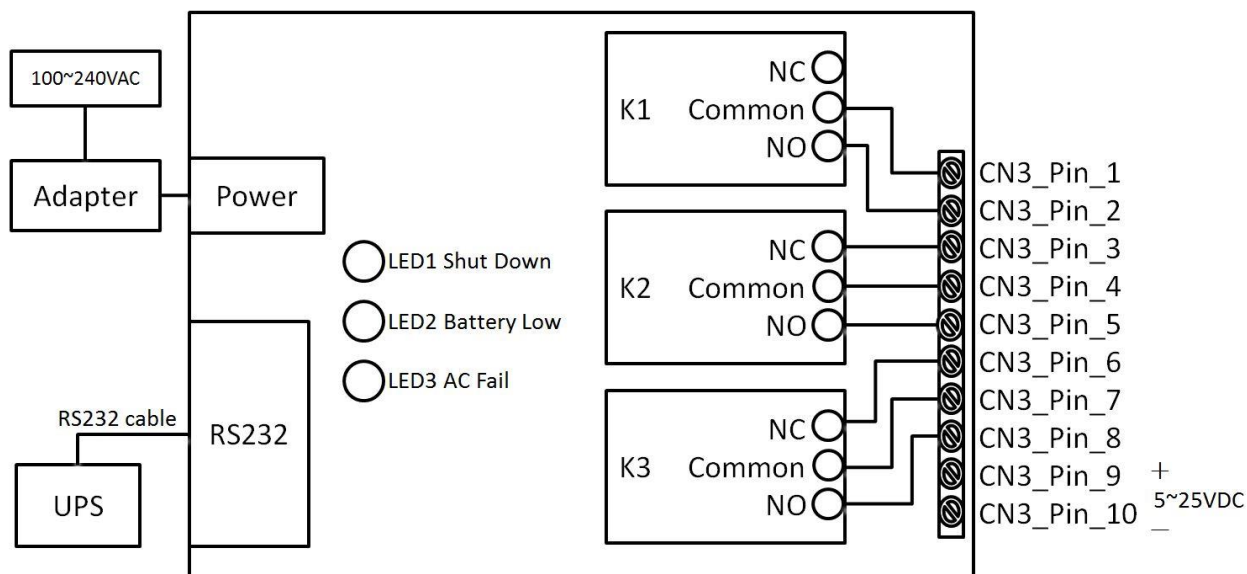 100~240VAC
Adapter
Power
LED1 Shut Down
LED2 Battery Low
LED3 AC Fail
RS232 cable
RS232
UPS
K1
NC
Common
NO
K2
NC
Common
NO
K3
NC
Common
NO
CN3_Pin_1
CN3_Pin_2
CN3_Pin_3
CN3_Pin_4
CN3_Pin_5
CN3_Pin_6
CN3_Pin_7
CN3_Pin_8
CN3_Pin_9 +
5~25VDC
CN3_Pin_10 –